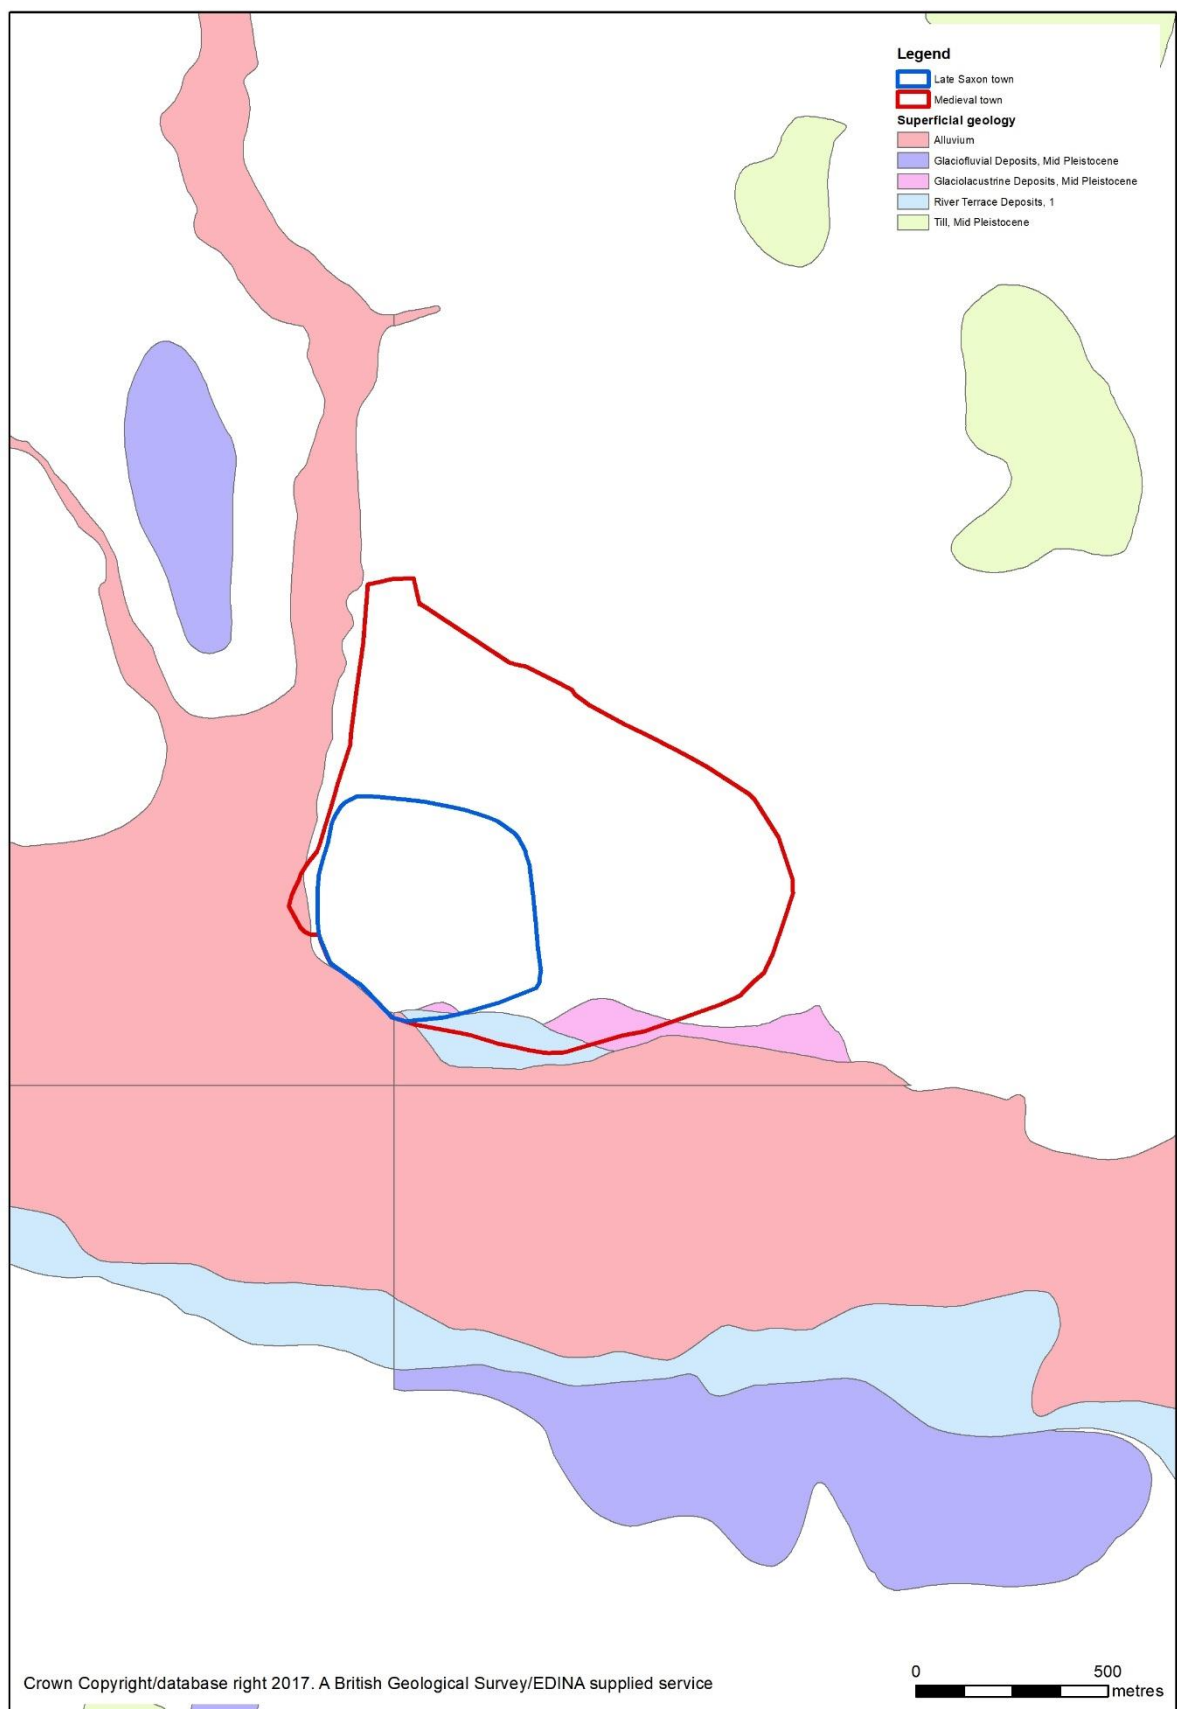 Legend
Late Saxon town
Medieval town
Superficial geology
Alluvium
Glaciofluvial Deposits, Mid Pleistocene
Glaciolacustrine Deposits, Mid Pleistocene
River Terrace Deposits, 1
Till, Mid Pleistocene
Crown Copyright/database right 2017. A British Geological Survey/EDINA supplied service
0 500
metres